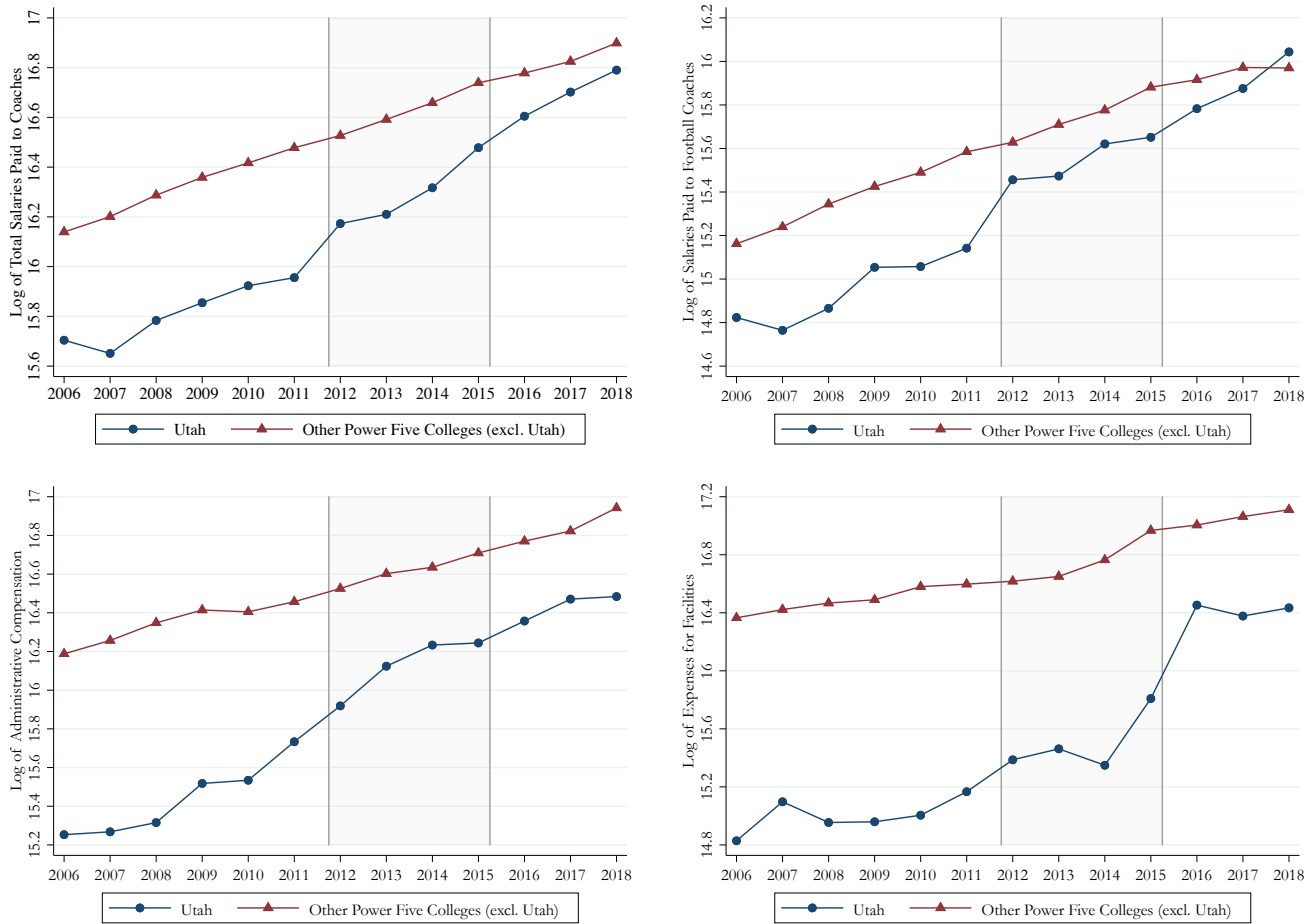 Log of Total Salaries Paid to Coaches
17
16.8
16.6
16.4
16.2
16
15.8
15.6
2006 2007 2008 2009 2010 2011 2012 2013 2014 2015 2016 2017 2018
Utah Other Power Five Colleges (excl. Utah)
Log of Salaries Paid to Football Coaches
16.2
16
15.8
15.6
15.4
15.2
15
14.8
14.6
2006 2007 2008 2009 2010 2011 2012 2013 2014 2015 2016 2017 2018
Utah Other Power Five Colleges (excl. Utah)
Log of Administrative Compensation
17
16.8
16.6
16.4
16.2
16
15.8
15.6
15.4
15.2
2006 2007 2008 2009 2010 2011 2012 2013 2014 2015 2016 2017 2018
Utah Other Power Five Colleges (excl. Utah)
Log of Expenses for Facilities
17.2
16.8
16.4
16
15.6
15.2
14.8
2006 2007 2008 2009 2010 2011 2012 2013 2014 2015 2016 2017 2018
Utah Other Power Five Colleges (excl. Utah)